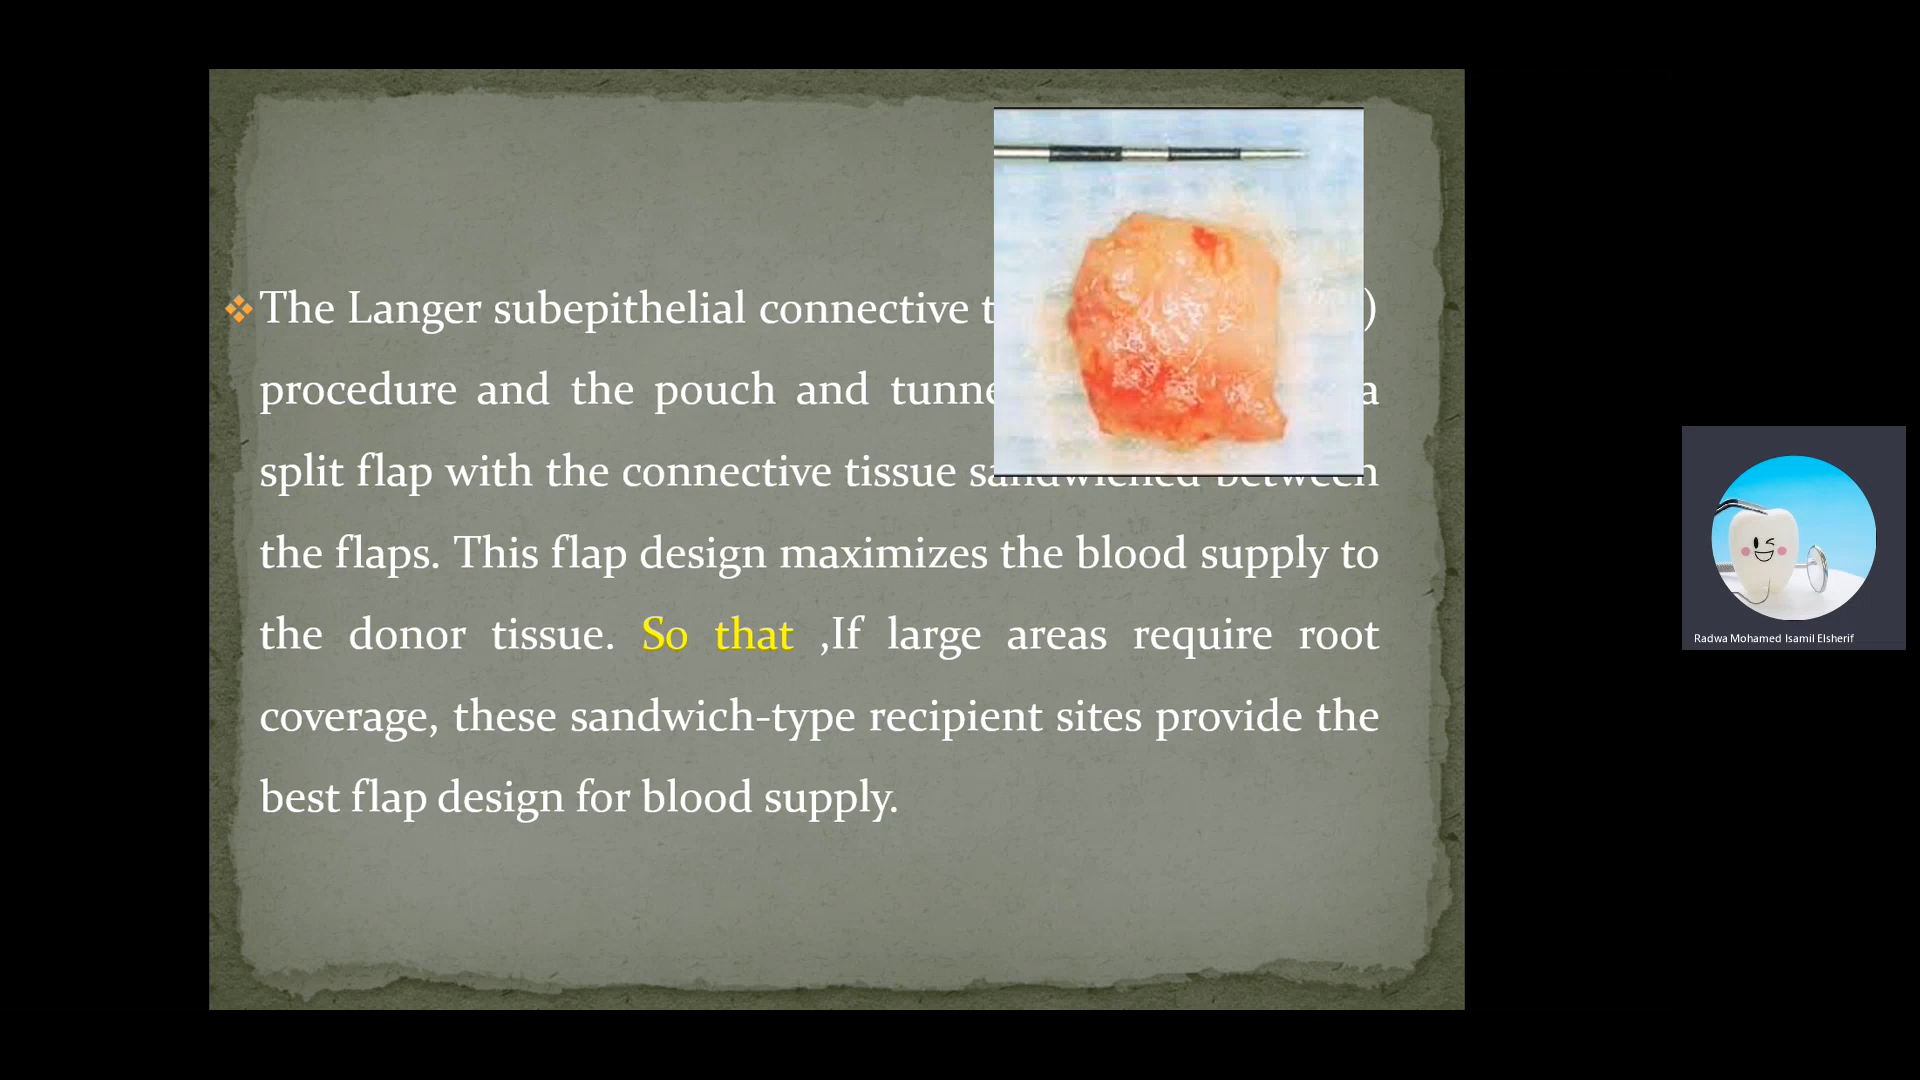 The Langer subepithelial connective )
procedure and the pouch and a
split flap with the connective tissue sandwiched between
the flaps. This flap design maximizes the blood supply to
the donor tissue. So that ,If large areas require root
coverage, these sandwich-type recipient sites provide the
best flap design for blood supply.
Radwa Mohamed Isamil Elsherif